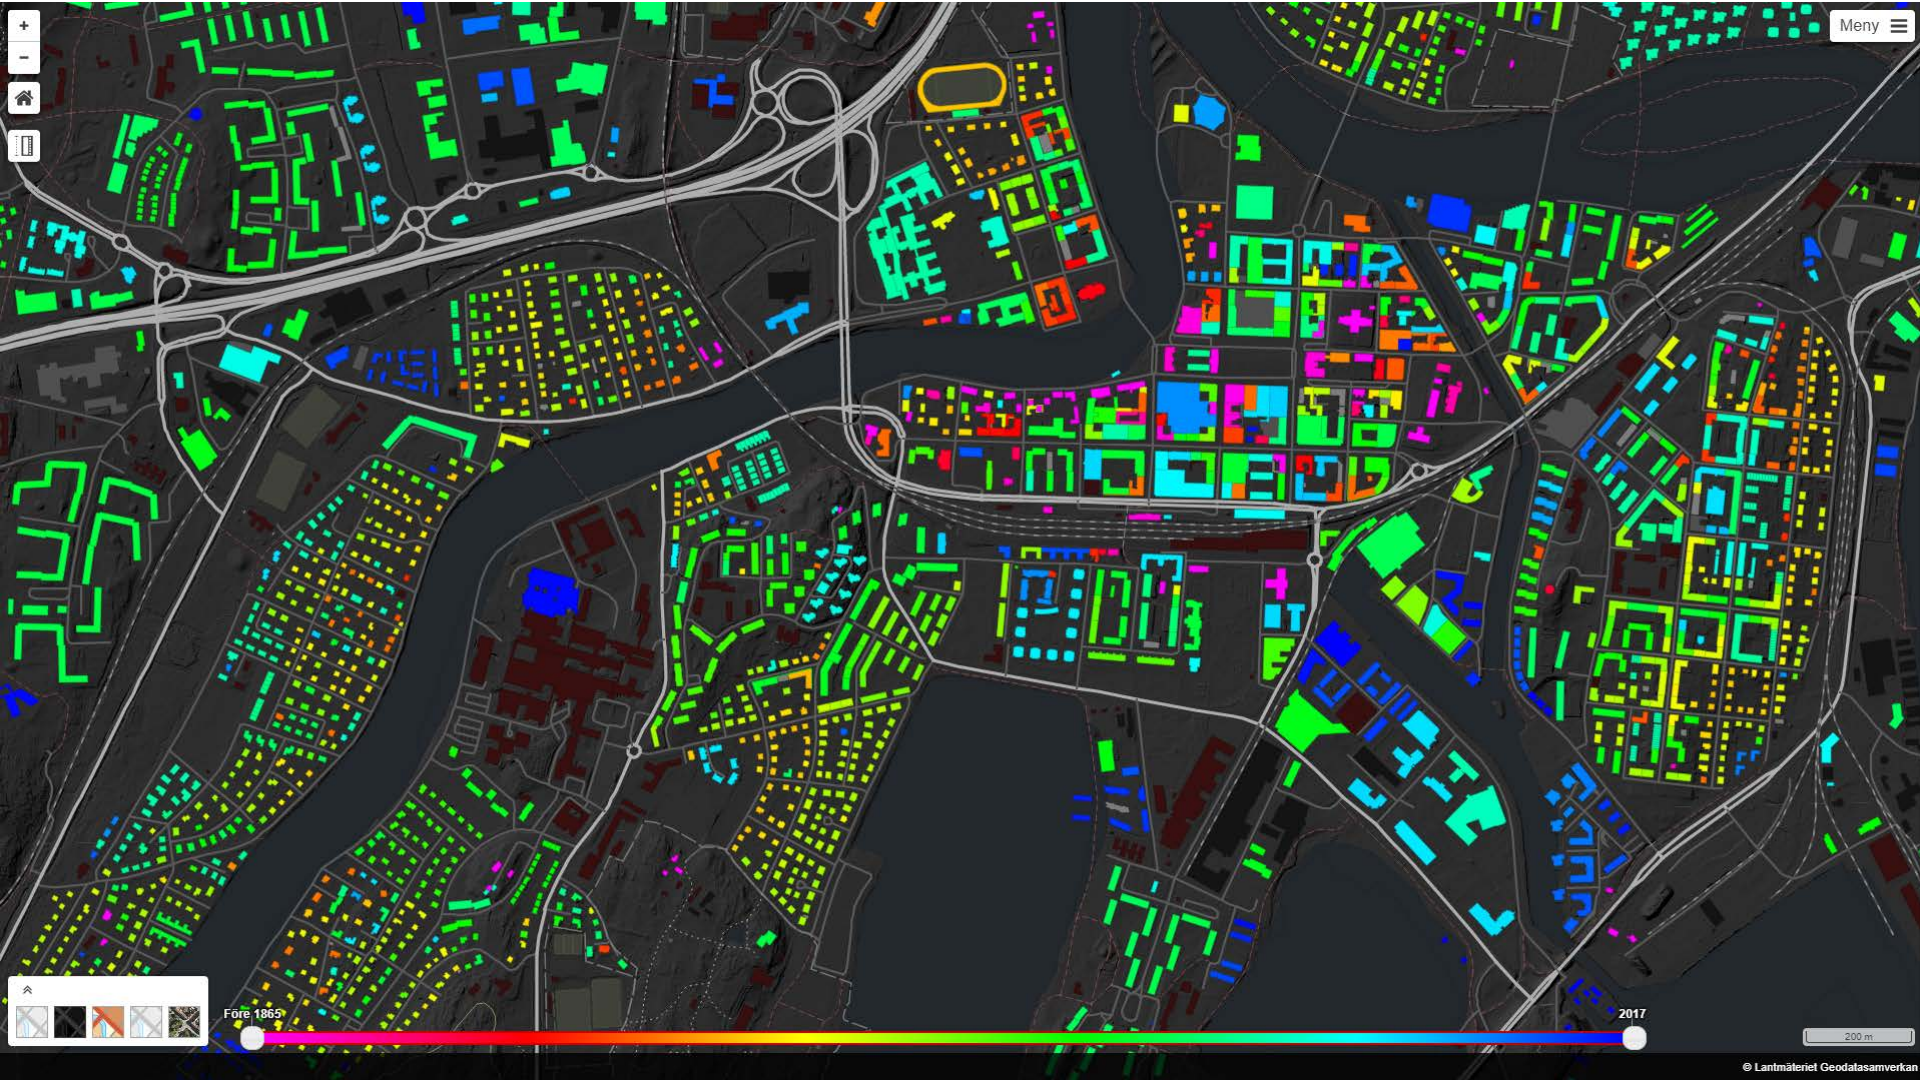 +
Meny
−
Före 1865
2017
200 m
© Lantmäteriet Geodatasamverkan